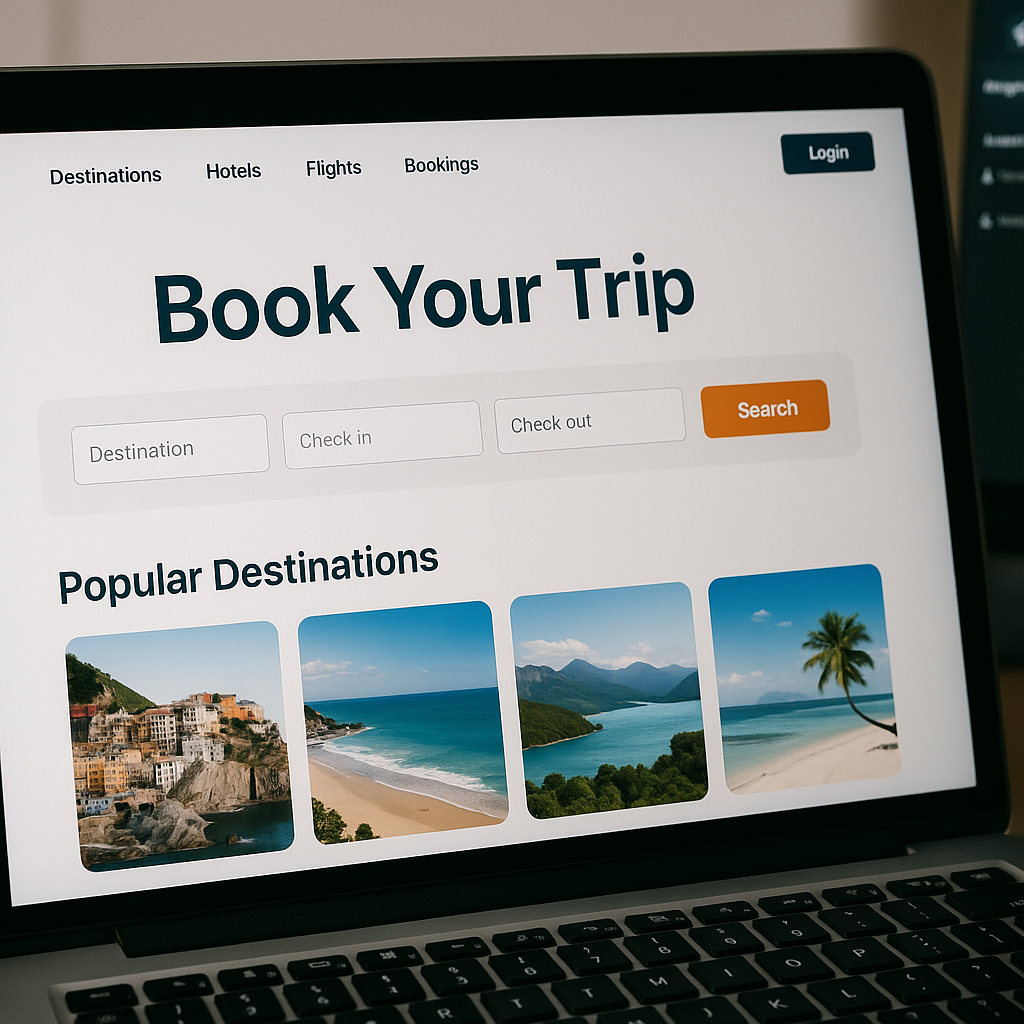 Destinations Hotels Flights Bookings Login
Book Your Trip
Destination Check in Check out Search
Popular Destinations